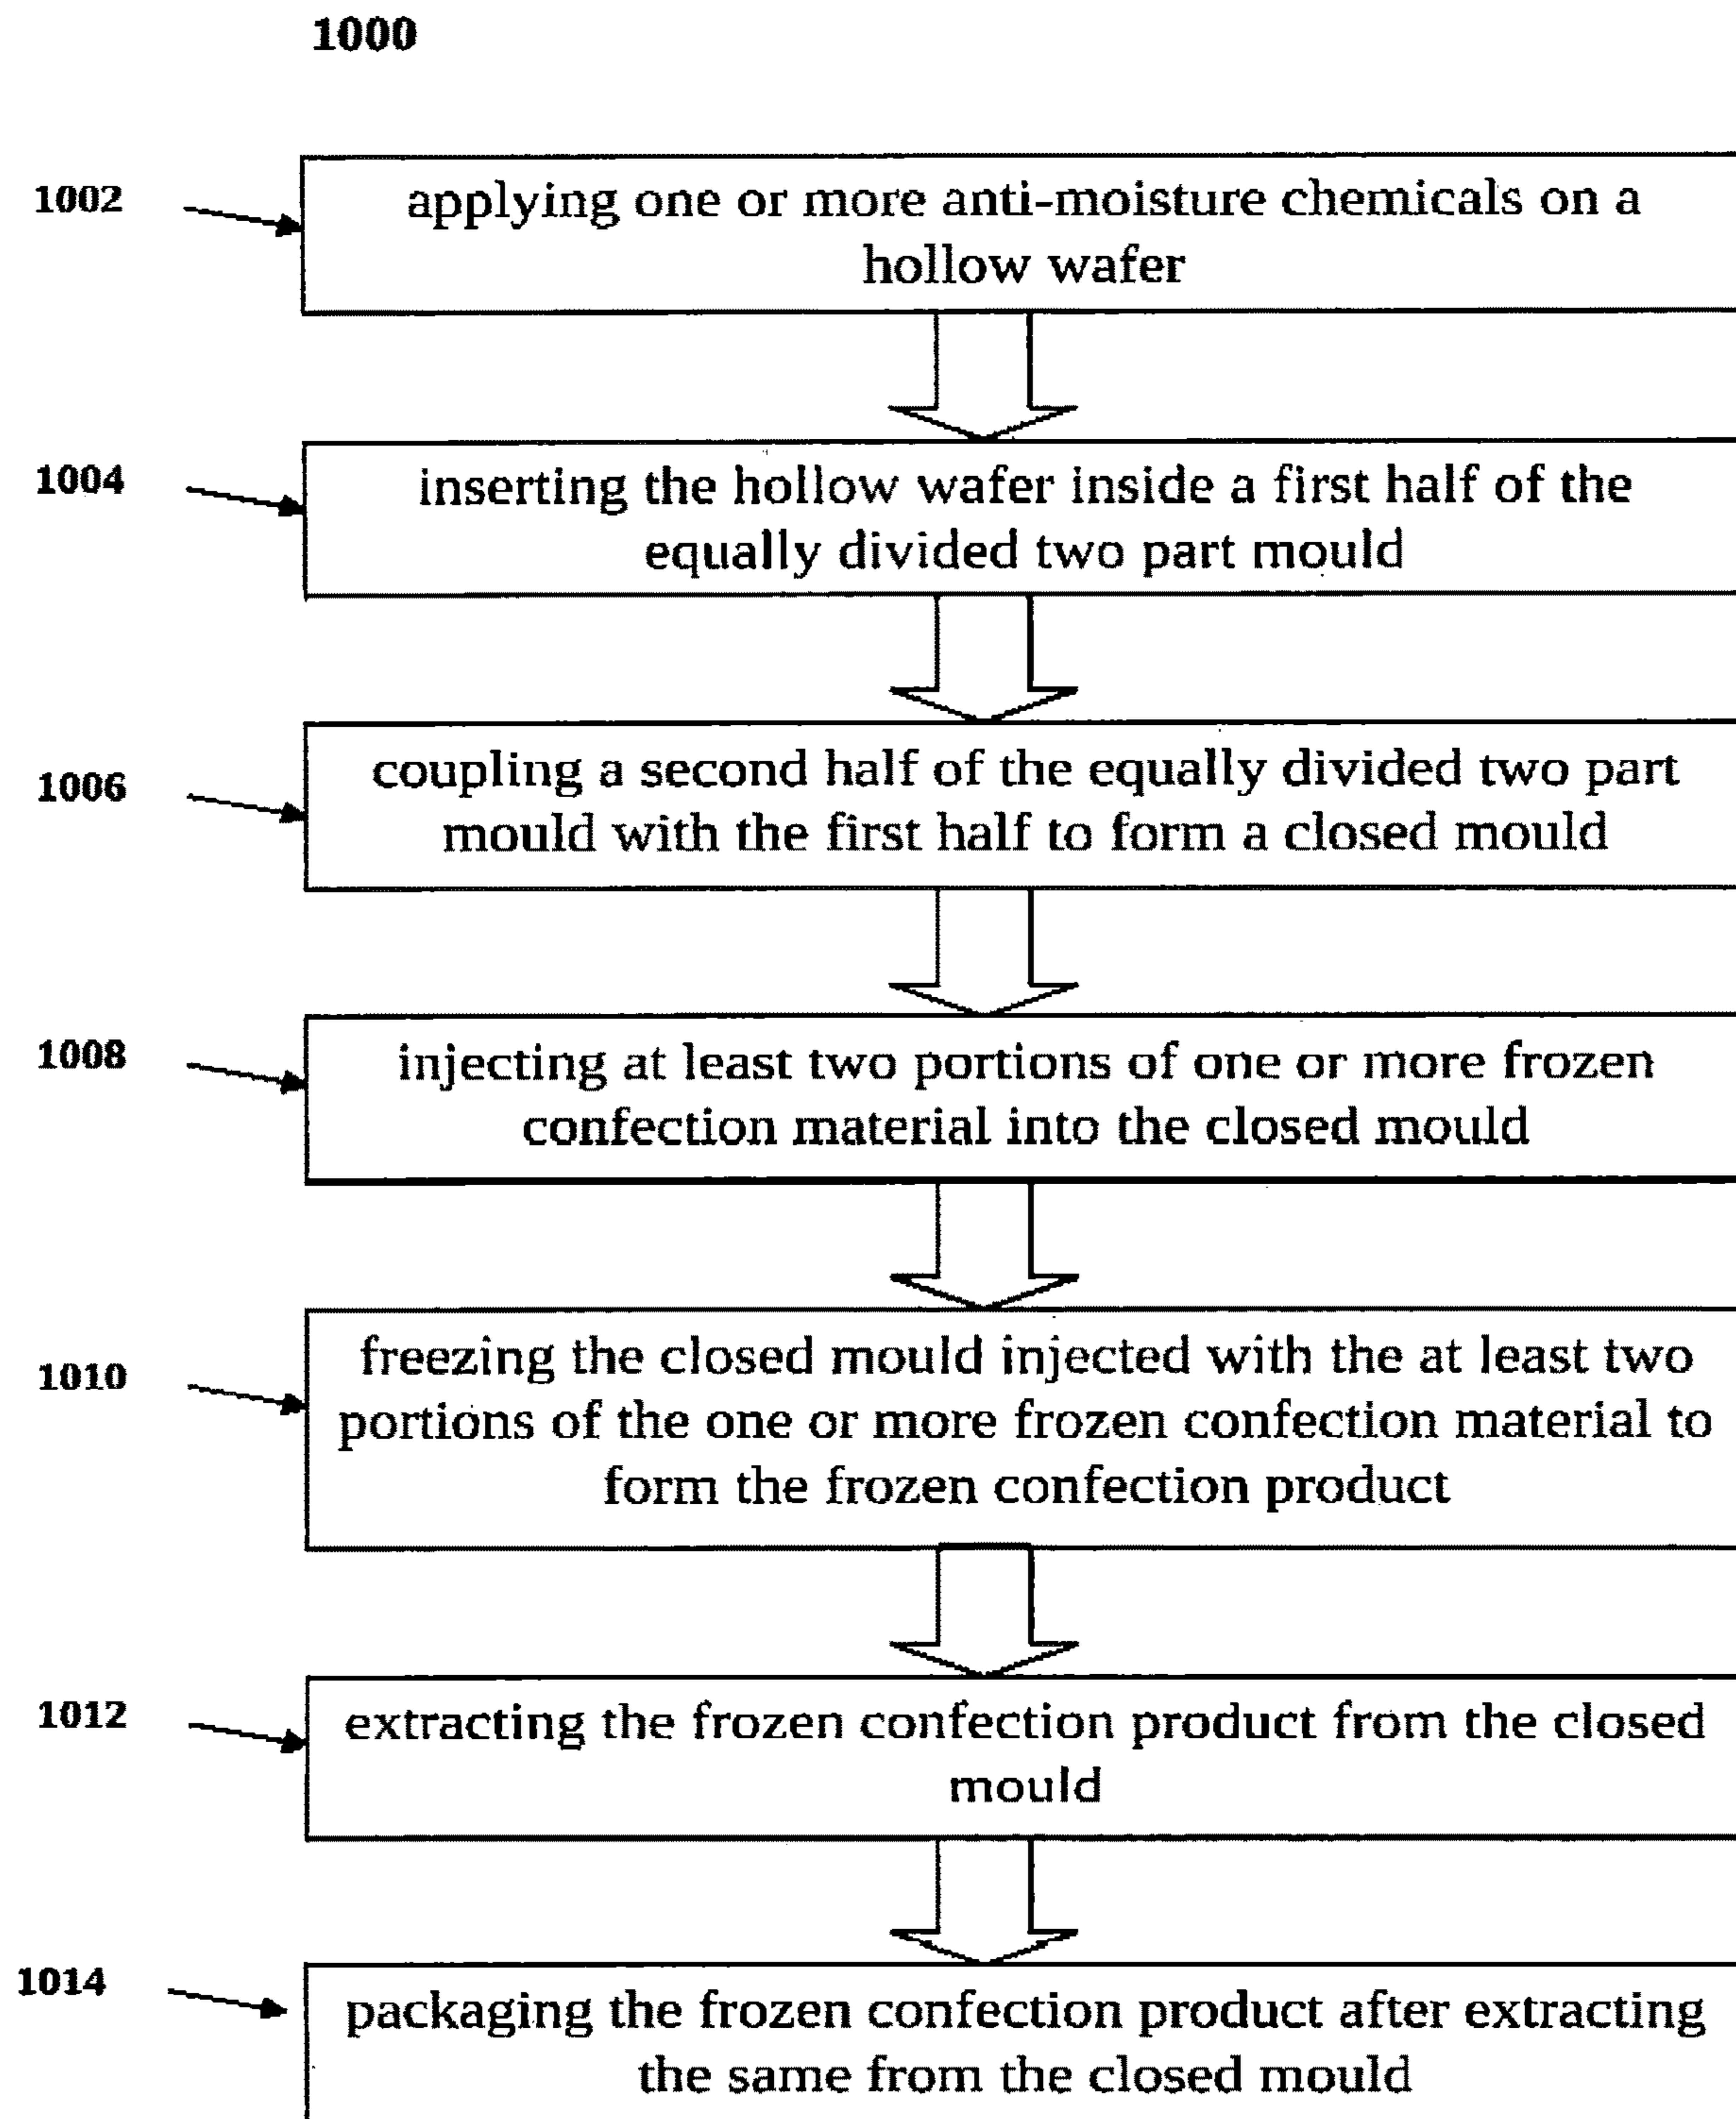 1000
1002
applying one or more anti-moisture chemicals on a
hollow wafer
1004
inserting the hollow wafer inside a first half of the
equally divided two part mould
1006
coupling a second half of the equally divided two part
mould with the first half to form a closed mould
1008
injecting at least two portions of one or more frozen
confection material into the closed mould
1010
freezing the closed mould injected with the at least two
portions of the one or more frozen confection material to
form the frozen confection product
1012
extracting the frozen confection product from the closed
mould
1014
packaging the frozen confection product after extracting
the same from the closed mould